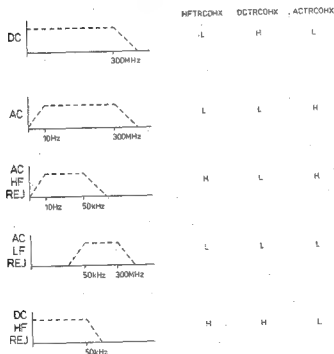 HFTRCOHX DCTRCOHX ACTRCOHX
DC L H L
300MHz
AC L L H
10Hz 300MHz
AC
HF H L H
REJ
10Hz 50kHz
AC
LF L L L
REJ
50kHz 300MHz
DC
HF H H L
REJ
50kHz